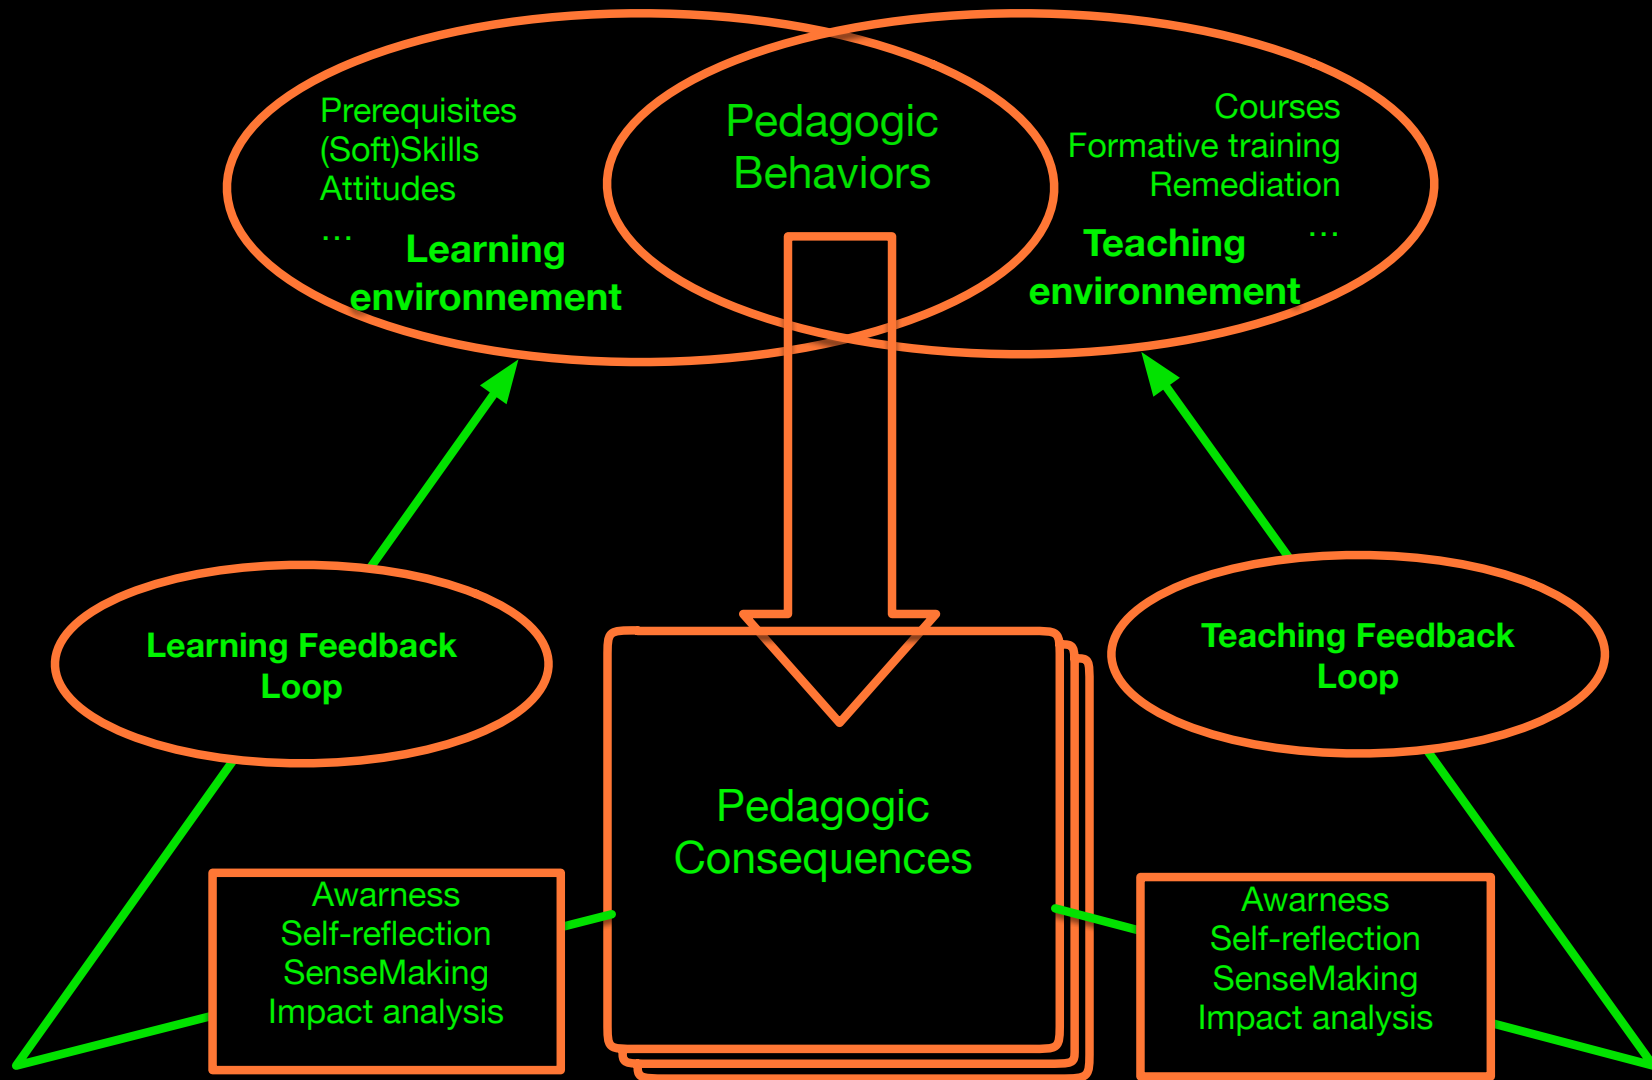 Prerequisites
(Soft)Skills
Attitudes
...
Learning
environnement
Pedagogic
Behaviors
Courses
Formative training
Remediation
...
Teaching
environnement
Learning Feedback
Loop
Teaching Feedback
Loop
Pedagogic
Consequences
Awarness
Self-reflection
SenseMaking
Impact analysis
Awarness
Self-reflection
SenseMaking
Impact analysis